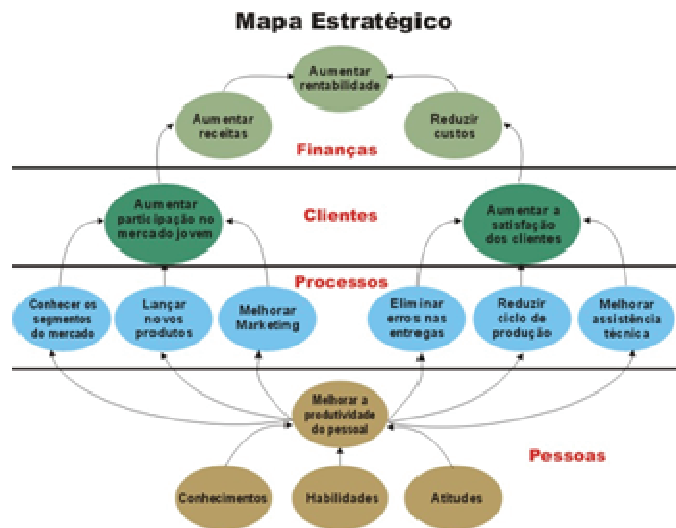 Mapa Estratégico
Aumentar
rentabilidade
Aumentar
receitas
Reduzir
custos
Finanças
Aumentar
participação no
mercado jovem
Clientes
Aumentar a
satisfação
dos clientes
Processos
Conhecer os
segmentos
do mercado
Lançar
novos
produtos
Melhorar
Marketimg
Eliminar
erros nas
entregas
Reduzir
ciclo de
produção
Melhorar
assistência
técnica
Melhorar a
produtividade
do pessoal
Pessoas
Conhecimentos
Habilidades
Atitudes